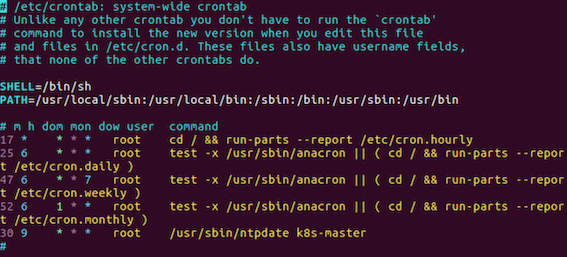 # /etc/crontab: system-wide crontab
# Unlike any other crontab you don't have to run the `crontab'
# command to install the new version when you edit this file
# and files in /etc/cron.d. These files also have username fields,
# that none of the other crontabs do.
SHELL=/bin/sh
PATH=/usr/local/sbin:/usr/local/bin:/sbin:/bin:/usr/sbin:/usr/bin
# m h dom mon dow user  command
17 *    * * *   root    cd / && run-parts --report /etc/cron.hourly
25 6    * * *   root    test -x /usr/sbin/anacron || ( cd / && run-parts --repor
t /etc/cron.daily )
47 6    * * 7   root    test -x /usr/sbin/anacron || ( cd / && run-parts --repor
t /etc/cron.weekly )
52 6    1 * *   root    test -x /usr/sbin/anacron || ( cd / && run-parts --repor
t /etc/cron.monthly )
30 9    * * *   root    /usr/sbin/ntpdate k8s-master
#